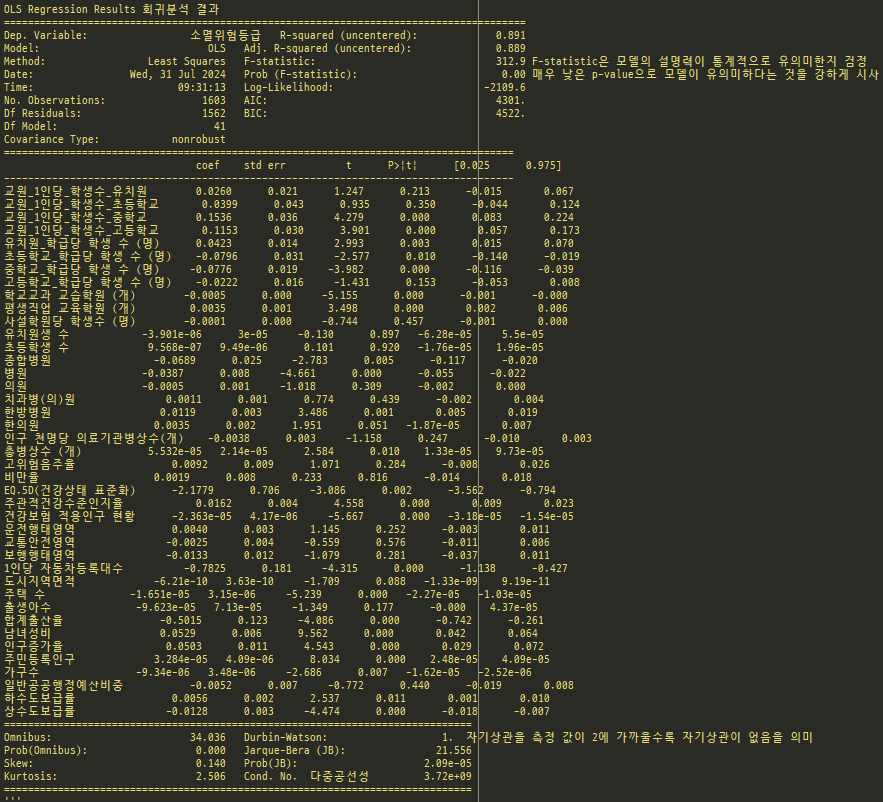 OLS Regression Results 회귀분석 결과
==============================================================================
Dep. Variable: 소멸위험등급 R-squared (uncentered): 0.891
Model: OLS Adj. R-squared (uncentered): 0.889
Method: Least Squares F-statistic: 312.9 F-statistic은 모델의 설명력이 통계적으로 유의미한지 검정
Date: Wed, 31 Jul 2024 Prob (F-statistic): 0.00 매우 낮은 p-value으로 모델이 유의미하다는 것을 강하게 시사
Time: 09:31:13 Log-Likelihood: -2109.6
No. Observations: 1603 AIC: 4301.
Df Residuals: 1562 BIC: 4522.
Df Model: 41
Covariance Type: nonrobust
==============================================================================
coef std err t P>|t| [0.025 0.975]
------------------------------------------------------------------------------
교원_1인당_학생수_유치원 0.0260 0.021 1.247 0.213 -0.015 0.067
교원_1인당_학생수_초등학교 0.0399 0.043 0.935 0.350 -0.044 0.124
교원_1인당_학생수_중학교 0.1536 0.036 4.279 0.000 0.083 0.224
교원_1인당_학생수_고등학교 0.1153 0.030 3.901 0.000 0.057 0.173
유치원_학급당 학생 수 (명) 0.0423 0.014 2.993 0.003 0.015 0.070
초등학교_학급당 학생 수 (명) -0.0796 0.031 -2.577 0.010 -0.140 -0.019
중학교_학급당 학생 수 (명) -0.0776 0.019 -3.982 0.000 -0.116 -0.039
고등학교_학급당 학생 수 (명) -0.0222 0.016 -1.431 0.153 -0.053 0.008
학교교과 교습학원 (개) -0.0005 0.000 -5.155 0.000 -0.001 -0.000
평생직업 교육학원 (개) 0.0035 0.001 3.498 0.000 0.002 0.006
사설학원당 학생수 (명) -0.0001 0.000 -0.744 0.457 -0.001 0.000
유치원생 수 -3.901e-06 3e-05 -0.130 0.897 -6.28e-05 5.5e-05
초등학생 수 9.568e-07 9.49e-06 0.101 0.920 -1.76e-05 1.96e-05
종합병원 -0.0689 0.025 -2.783 0.005 -0.117 -0.020
병원 -0.0387 0.008 -4.661 0.000 -0.055 -0.022
의원 -0.0005 0.001 -1.018 0.309 -0.002 0.000
치과병(의)원 0.0011 0.001 0.774 0.439 -0.002 0.004
한방병원 0.0119 0.003 3.486 0.001 0.005 0.019
한의원 0.0035 0.002 1.951 0.051 -1.87e-05 0.007
인구 천명당 의료기관병상수(개) -0.0038 0.003 -1.158 0.247 -0.010 0.003
총병상수 (개) 5.532e-05 2.14e-05 2.584 0.010 1.33e-05 9.73e-05
고위험음주율 0.0092 0.009 1.071 0.284 -0.008 0.026
비만율 0.0019 0.008 0.233 0.816 -0.014 0.018
EQ.5D(건강상태 표준화) -2.1779 0.706 -3.086 0.002 -3.562 -0.794
주관적건강수준인지율 0.0162 0.004 4.558 0.000 0.009 0.023
건강보험 적용인구 현황 -2.363e-05 4.17e-06 -5.667 0.000 -3.18e-05 -1.54e-05
운전행태영역 0.0040 0.003 1.145 0.252 -0.003 0.011
교통안전영역 -0.0025 0.004 -0.559 0.576 -0.011 0.006
보행행태영역 -0.0133 0.012 -1.079 0.281 -0.037 0.011
1인당 자동차등록대수 -0.7825 0.181 -4.315 0.000 -1.138 -0.427
도시지역면적 -6.21e-10 3.63e-10 -1.709 0.088 -1.33e-09 9.19e-11
주택 수 -1.651e-05 3.15e-06 -5.239 0.000 -2.27e-05 -1.03e-05
출생아수 -9.623e-05 7.13e-05 -1.349 0.177 -0.000 4.37e-05
합계출산율 -0.5015 0.123 -4.086 0.000 -0.742 -0.261
남녀성비 0.0529 0.006 9.562 0.000 0.042 0.064
인구증가율 0.0503 0.011 4.543 0.000 0.029 0.072
주민등록인구 3.284e-05 4.09e-06 8.034 0.000 2.48e-05 4.09e-05
가구수 -9.34e-06 3.48e-06 -2.686 0.007 -1.62e-05 -2.52e-06
일반공공행정예산비중 -0.0052 0.007 -0.772 0.440 -0.019 0.008
하수도보급률 0.0056 0.002 2.537 0.011 0.001 0.010
상수도보급률 -0.0128 0.003 -4.474 0.000 -0.018 -0.007
==============================================================================
Omnibus: 34.036 Durbin-Watson: 1. 자기상관을 측정 값이 2에 가까울수록 자기상관이 없음을 의미
Prob(Omnibus): 0.000 Jarque-Bera (JB): 21.556
Skew: 0.140 Prob(JB): 2.09e-05
Kurtosis: 2.506 Cond. No. 다중공선성 3.72e+09
==============================================================================
'''